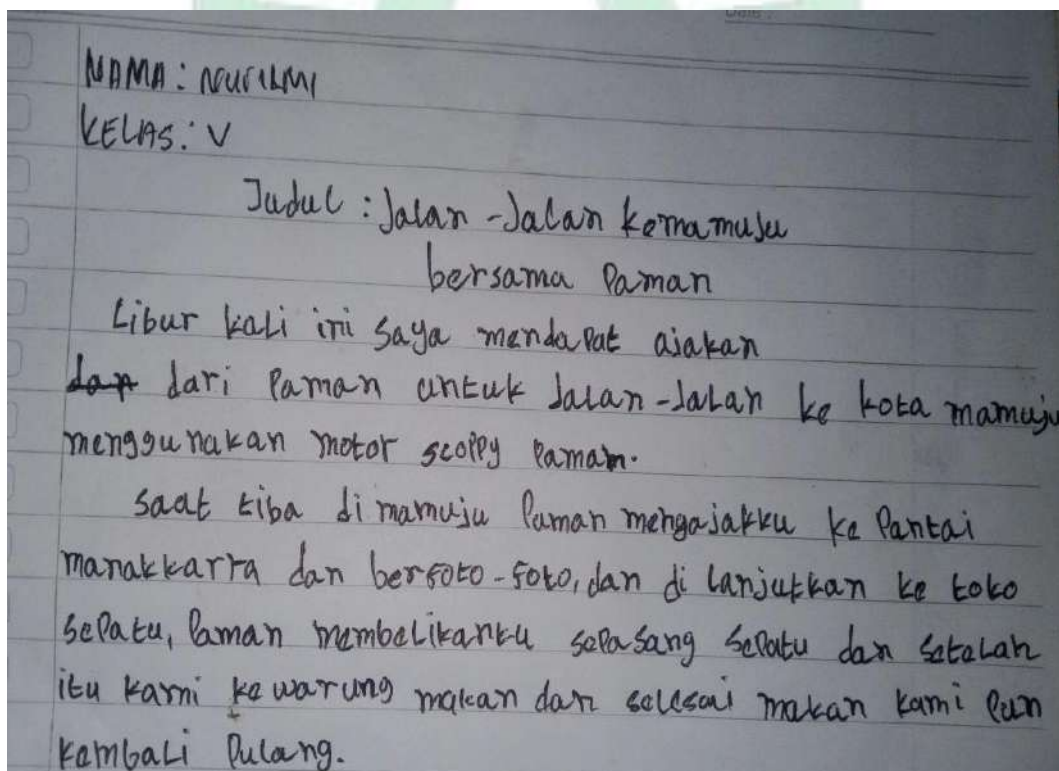 NAMA : NURILMI
KELAS : V
Judul : Jalan - Jalan kemamuju
bersama Paman
Libur kali ini saya mendapat ajakan
dari Paman untuk Jalan-Jalan ke kota mamuju
menggunakan motor scoppy Pamam.
saat tiba di mamuju Paman mengajakku ke Pantai
manakkarra dan berfoto-foto, dan di lanjutkan ke toko
sepatu, Paman membelikanku sepasang sepatu dan setelah
itu kami ke warung makan dan selesai makan kami pun
kembali Pulang.